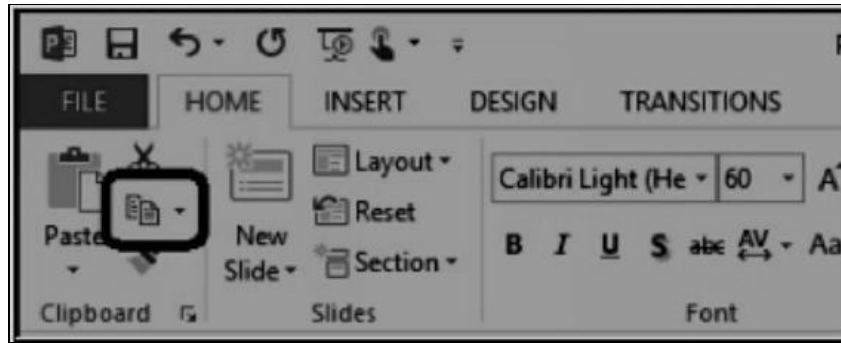 FILE HOME INSERT DESIGN TRANSITIONS
Layout
Calibri Light (He 60
Reset
Paste
New
Slide
Section
B I U S abc AV Aa
Clipboard Slides Font